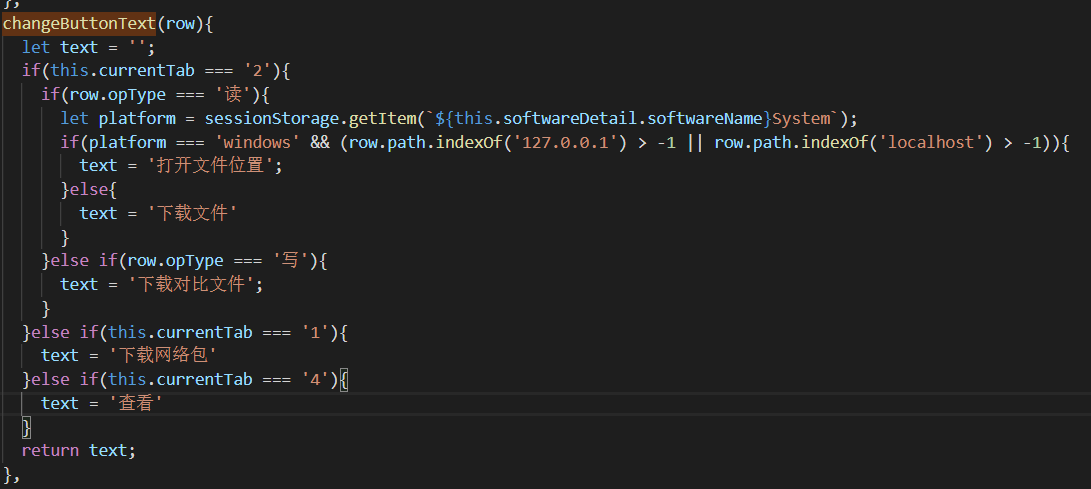 },
changeButtonText(row){
let text = '';
if(this.currentTab === '2'){
if(row.opType === '读'){
let platform = sessionStorage.getItem(`${this.softwareDetail.softwareName}System`);
if(platform === 'windows' && (row.path.indexOf('127.0.0.1') > -1 || row.path.indexOf('localhost') > -1)){
text = '打开文件位置';
}else{
text = '下载文件'
}
}else if(row.opType === '写'){
text = '下载对比文件';
}
}else if(this.currentTab === '1'){
text = '下载网络包'
}else if(this.currentTab === '4'){
text = '查看'
}
return text;
},